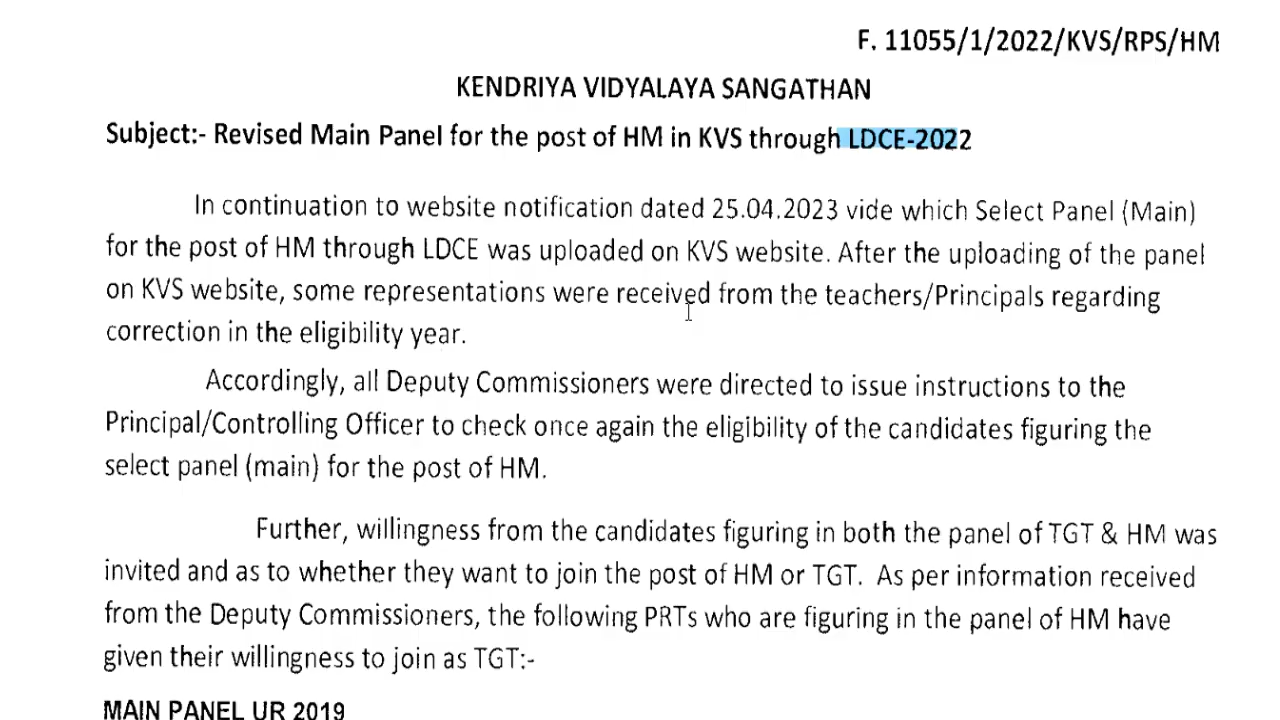 F. 11055/1/2022/KVS/RPS/HM
KENDRIYA VIDYALAYA SANGATHAN
Subject:- Revised Main Panel for the post of HM in KVS through LDCE-2022
In continuation to website notification dated 25.04.2023 vide which Select Panel (Main)
for the post of HM through LDCE was uploaded on KVS website. After the uploading of the panel
on KVS website, some representations were received from the teachers/Principals regarding
correction in the eligibility year.
Accordingly, all Deputy Commissioners were directed to issue instructions to the
Principal/Controlling Officer to check once again the eligibility of the candidates figuring the
select panel (main) for the post of HM.
Further, willingness from the candidates figuring in both the panel of TGT & HM was
invited and as to whether they want to join the post of HM or TGT. As per information received
from the Deputy Commissioners, the following PRTs who are figuring in the panel of HM have
given their willingness to join as TGT:-
MAIN PANEL UR 2019